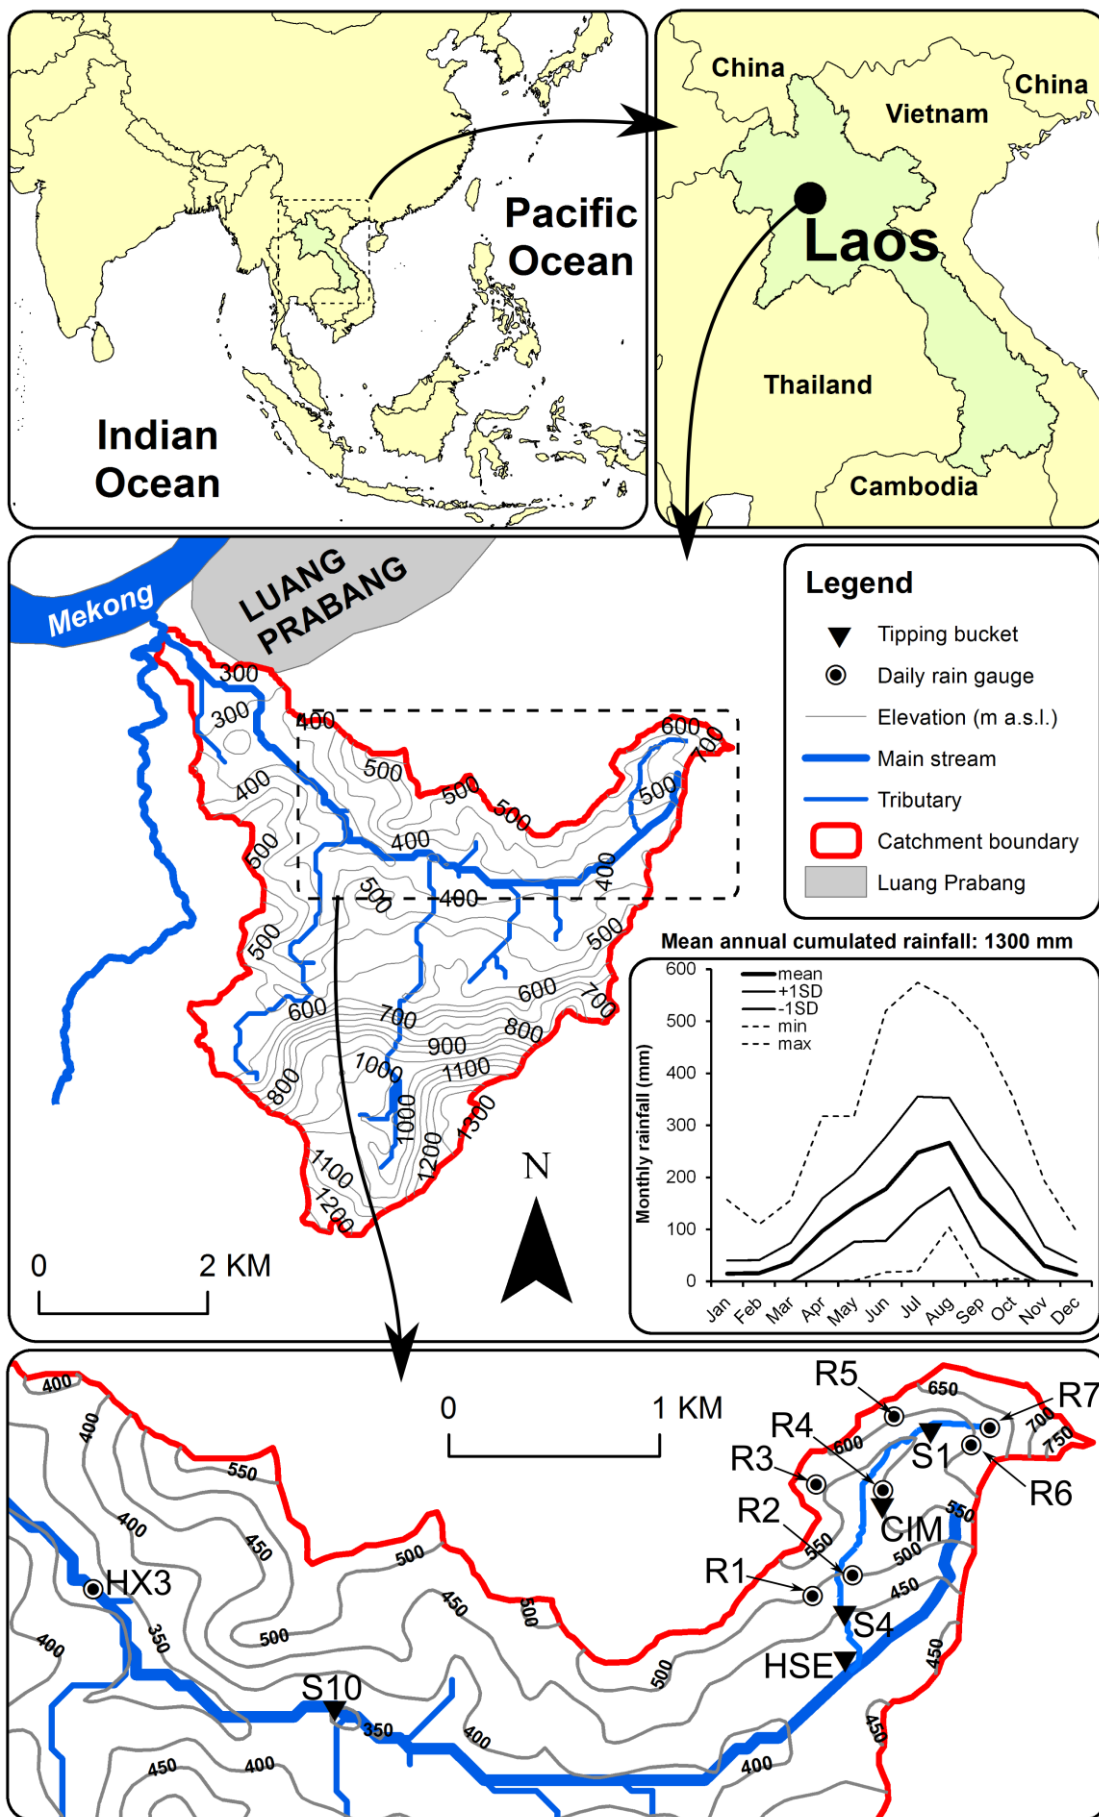 Pacific
Ocean
Indian
Ocean
China
China
Vietnam
Laos
Thailand
Cambodia
Mekong
LUANG
PRABANG
300
300
400
400
500
500
500
600
700
500
400
400
400
500
500
500
400
500
600
600
700
700
800
900
1000
1100
800
1000
1300
1200
1100
1200
0
2 KM
N
Legend
Tipping bucket
Daily rain gauge
Elevation (m a.s.l.)
Main stream
Tributary
Catchment boundary
Luang Prabang
Mean annual cumulated rainfall: 1300 mm
Monthly rainfall (mm)
600
500
400
300
200
100
0
mean
+1SD
-1SD
min
max
Jan
Feb
Mar
Apr
May
Jun
Jul
Aug
Sep
Oct
Nov
Dec
0
1 KM
400
400
550
400
450
500
500
450
500
500
350
400
350
400
450
400
400
450
450
450
500
550
550
600
650
700
750
R5
R7
R4
S1
R3
R6
R2
CIM
R1
S4
HSE
HX3
S10